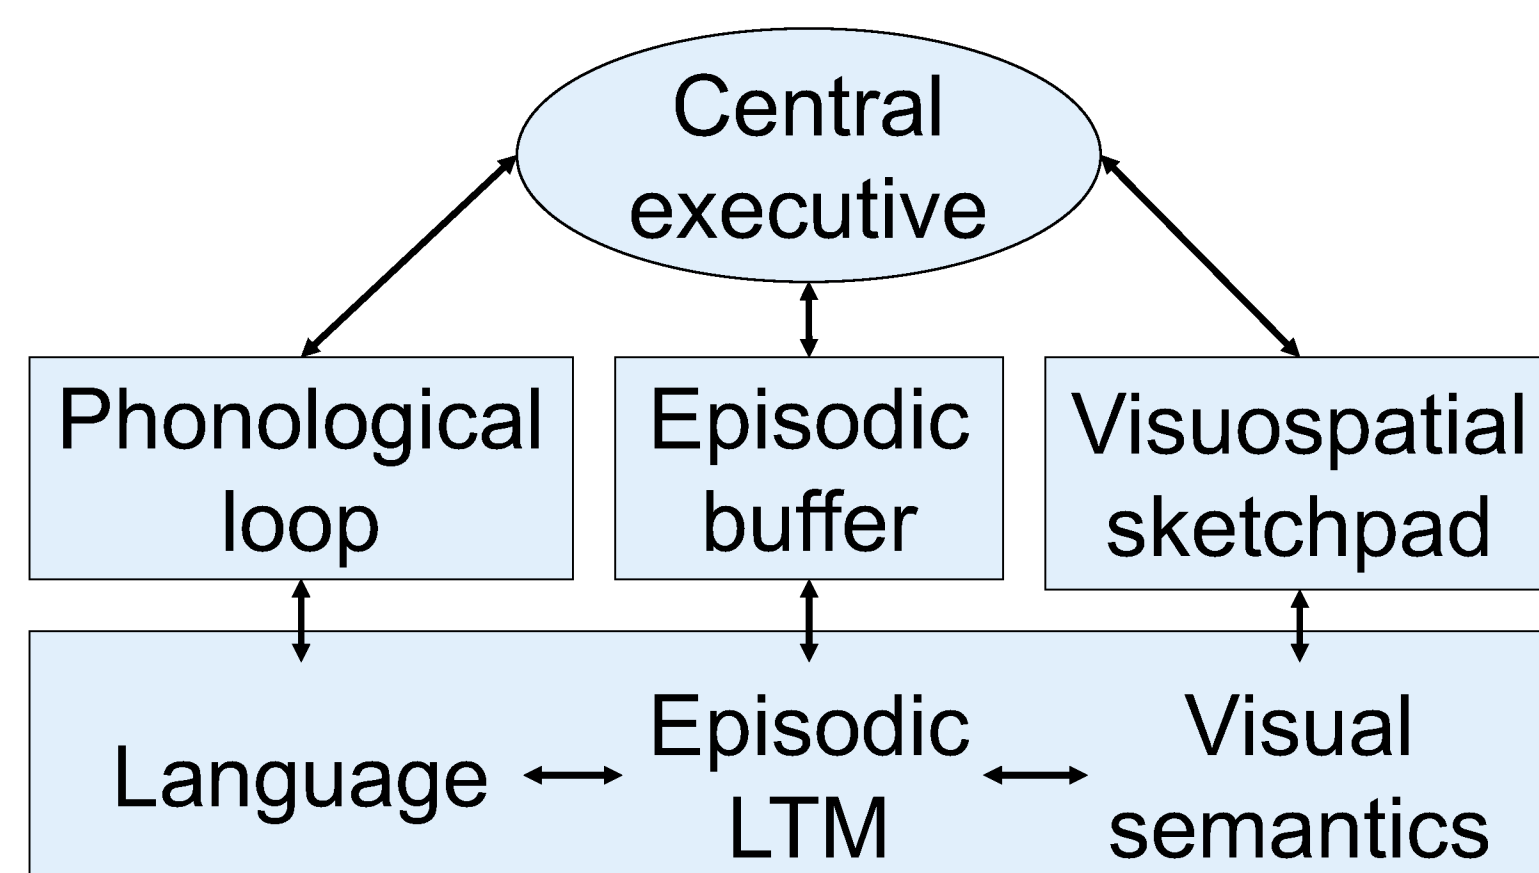 Central
executive
Phonological
loop
Episodic
buffer
Visuospatial
sketchpad
Language
Episodic
LTM
Visual
semantics